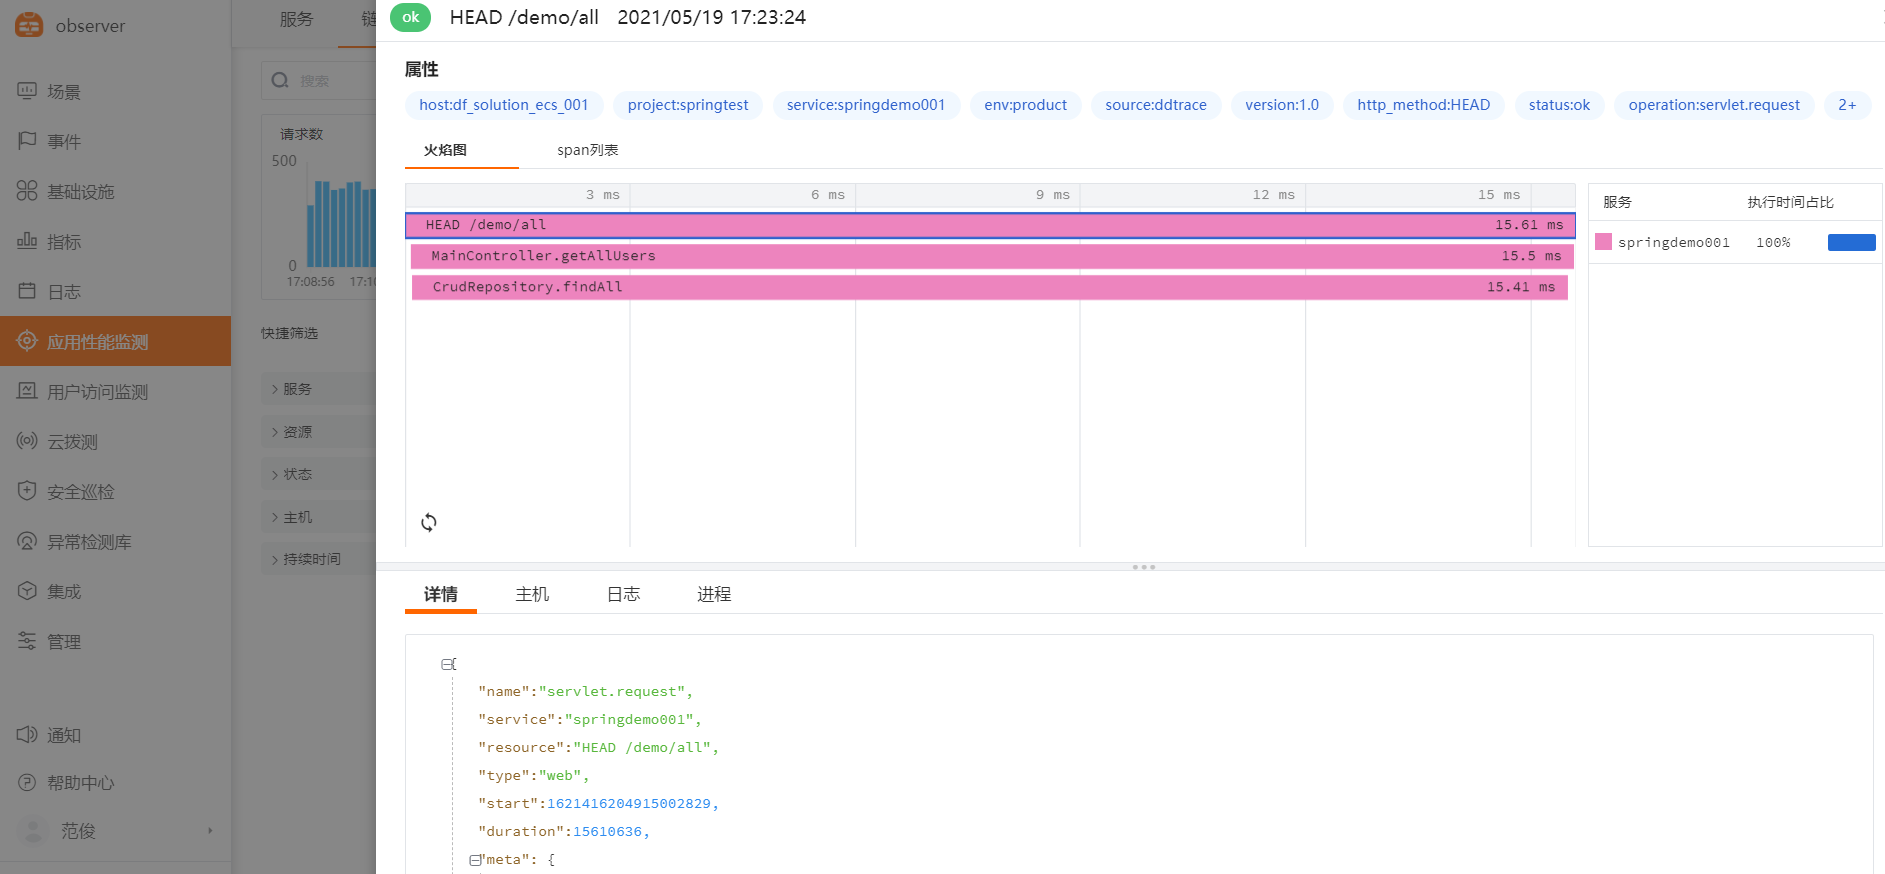 observer
场景
事件
基础设施
指标
日志
应用性能监测
用户访问监测
云拨测
安全巡检
异常检测库
集成
管理
通知
帮助中心
范俊
服务
链
搜索
请求数
500
0
17:08:56 17:10
快捷筛选
服务
资源
状态
主机
持续时间
ok HEAD /demo/all 2021/05/19 17:23:24
属性
host:df_solution_ecs_001 project:springtest service:springdemo001 env:product source:ddtrace version:1.0 http_method:HEAD status:ok operation:servlet.request 2+
火焰图 span列表
3 ms 6 ms 9 ms 12 ms 15 ms
HEAD /demo/all 15.61 ms
MainController.getAllUsers 15.5 ms
CrudRepository.findAll 15.41 ms
服务 执行时间占比
springdemo001 100%
详情 主机 日志 进程
{
"name":"servlet.request",
"service":"springdemo001",
"resource":"HEAD /demo/all",
"type":"web",
"start":1621416204915002829,
"duration":15610636,
"meta": {